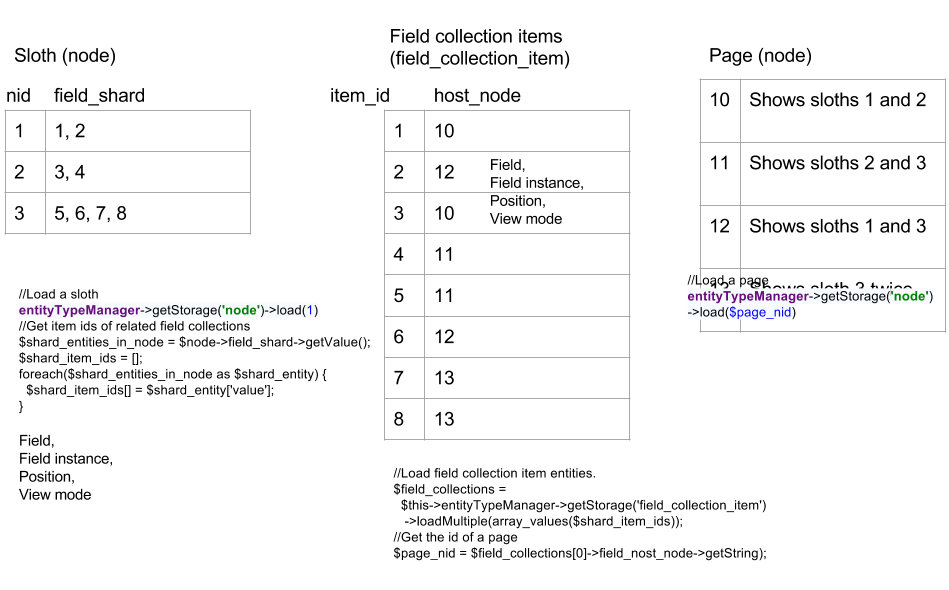 Sloth (node)
nid field_shard
1 1, 2
2 3, 4
3 5, 6, 7, 8
//Load a sloth
entityTypeManager->getStorage('node')->load(1)
//Get item ids of related field collections
$shard_entities_in_node = $node->field_shard->getValue();
$shard_item_ids = [];
foreach($shard_entities_in_node as $shard_entity) {
$shard_item_ids[] = $shard_entity['value'];
}
Field,
Field instance,
Position,
View mode
Field collection items
(field_collection_item)
item_id host_node
1 10
2 12
3 10
4 11
5 11
6 12
7 13
8 13
Field,
Field instance,
Position,
View mode
//Load field collection item entities.
$field_collections =
$this->entityTypeManager->getStorage('field_collection_item')
->loadMultiple(array_values($shard_item_ids));
//Get the id of a page
$page_nid = $field_collections[0]->field_nost_node->getString);
Page (node)
10 Shows sloths 1 and 2
11 Shows sloths 2 and 3
12 Shows sloths 1 and 3
13 Shows sloth 3 twice
//Load a page
entityTypeManager->getStorage('node')
->load($page_nid)